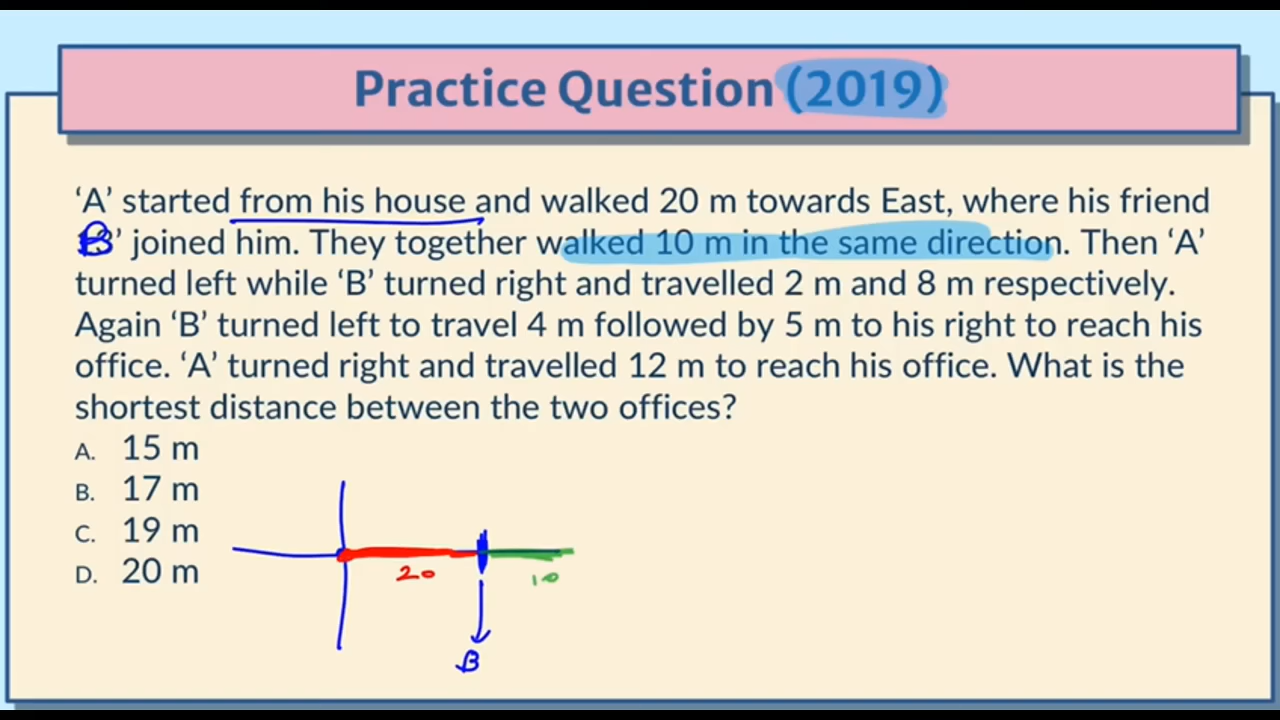 Practice Question (2019)
‘A’ started from his house and walked 20 m towards East, where his friend
‘B’ joined him. They together walked 10 m in the same direction. Then ‘A’
turned left while ‘B’ turned right and travelled 2 m and 8 m respectively.
Again ‘B’ turned left to travel 4 m followed by 5 m to his right to reach his
office. ‘A’ turned right and travelled 12 m to reach his office. What is the
shortest distance between the two offices?
A. 15 m
B. 17 m
C. 19 m
D. 20 m
20
10
B